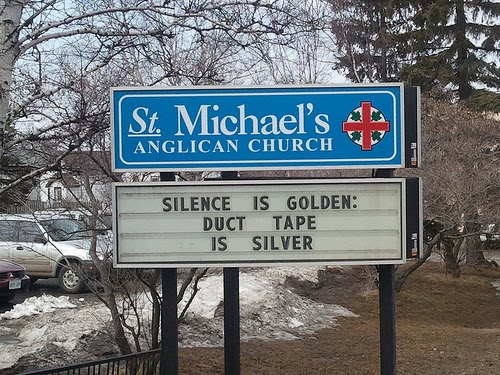 St. Michael's
ANGLICAN CHURCH
SILENCE IS GOLDEN:
DUCT TAPE
IS SILVER